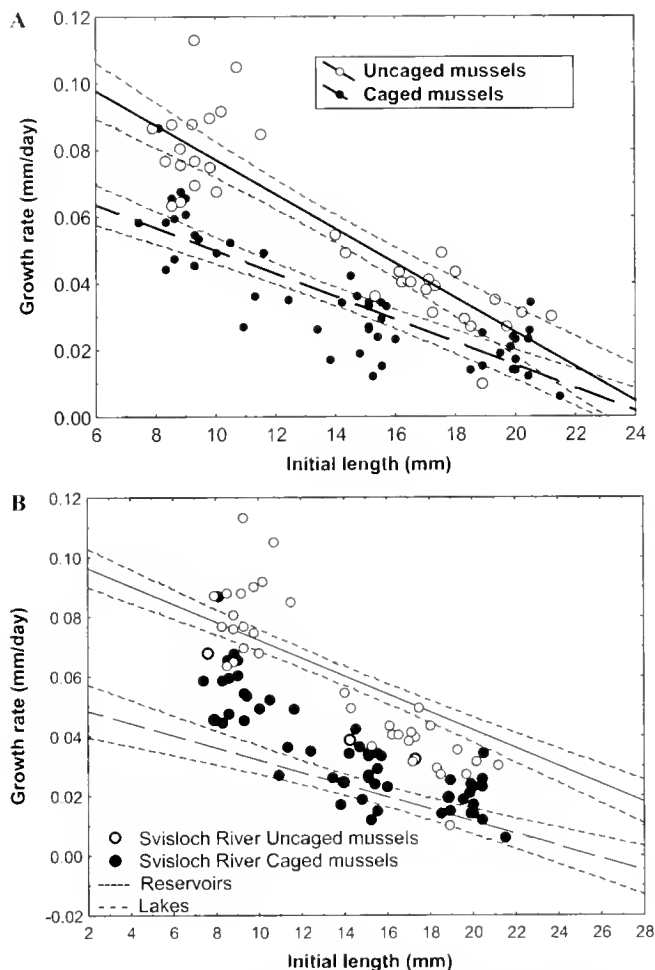 A
0.12
0.10
0.08
0.06
0.04
0.02
0.00
Growth rate (mm/day)
Uncaged mussels
Caged mussels
6 8 10 12 14 16 18 20 22 24
Initial length (mm)
B
0.12
0.10
0.08
0.06
0.04
0.02
0.00
-0.02
Growth rate (mm/day)
Svisloch River Uncaged mussels
Svisloch River Caged mussels
Reservoirs
Lakes
2 4 6 8 10 12 14 16 18 20 22 24 26 28
Initial length (mm)